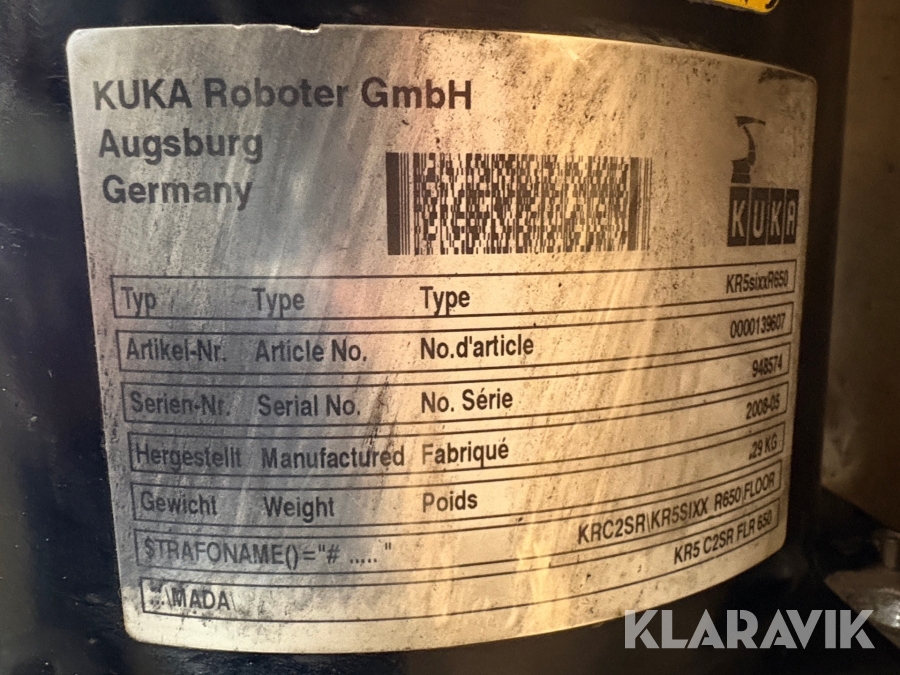 KUKA Roboter GmbH
Augsburg
Germany
KUKA
Typ Type Type KR5sixxR650
Artikel-Nr. Article No. No.d'article 0000139607
Serien-Nr. Serial No. No. Série 948574
Hergestellt Manufactured Fabriqué 2008-05
Gewicht Weight Poids 29 KG
$TRAFONAME()="# ....." KRC2SR\KR5SIXX R650\FLOOR
...\MADA\ KR5 C2SR FLR 650
KLARAVIK